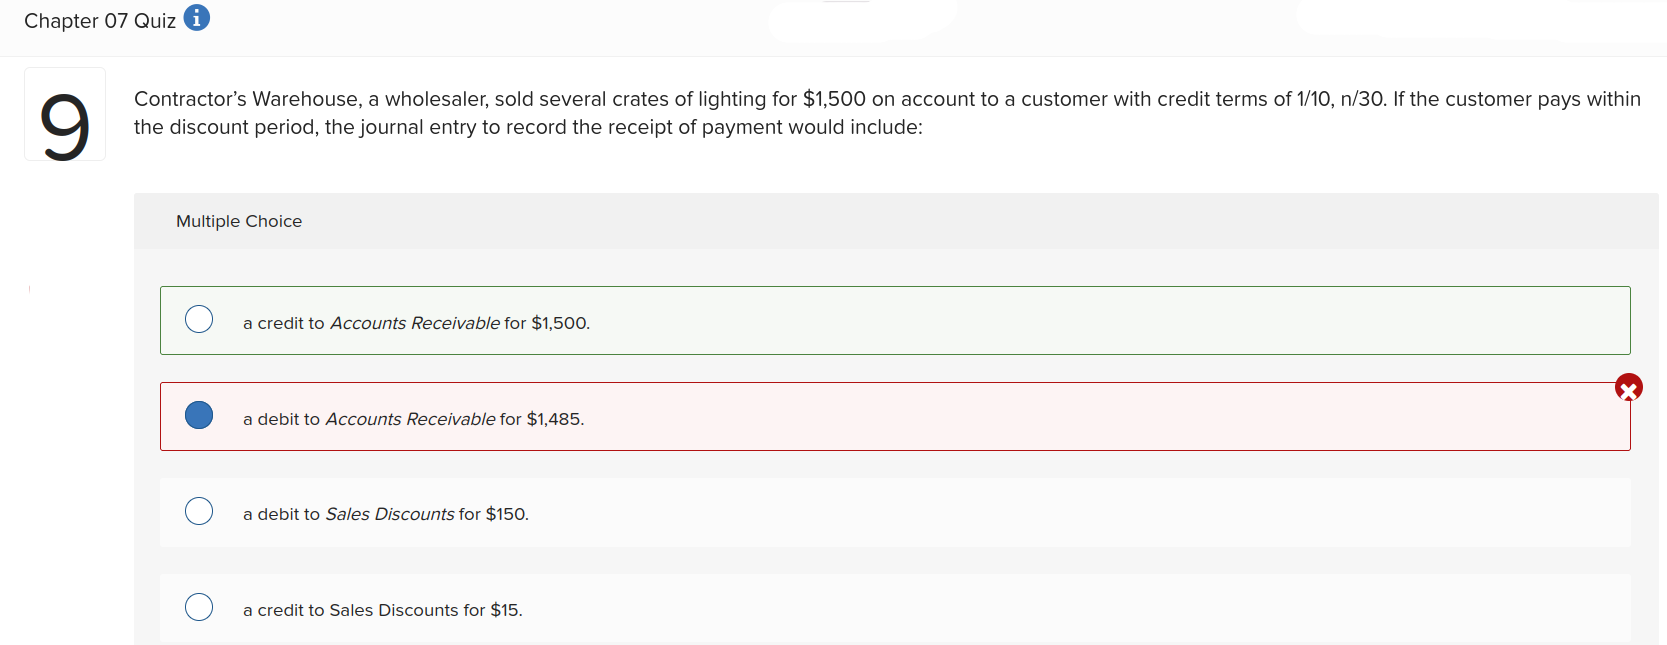 Chapter 07 Quiz i
9
Contractor’s Warehouse, a wholesaler, sold several crates of lighting for $1,500 on account to a customer with credit terms of 1/10, n/30. If the customer pays within
the discount period, the journal entry to record the receipt of payment would include:
Multiple Choice
a credit to Accounts Receivable for $1,500.
a debit to Accounts Receivable for $1,485.
a debit to Sales Discounts for $150.
a credit to Sales Discounts for $15.